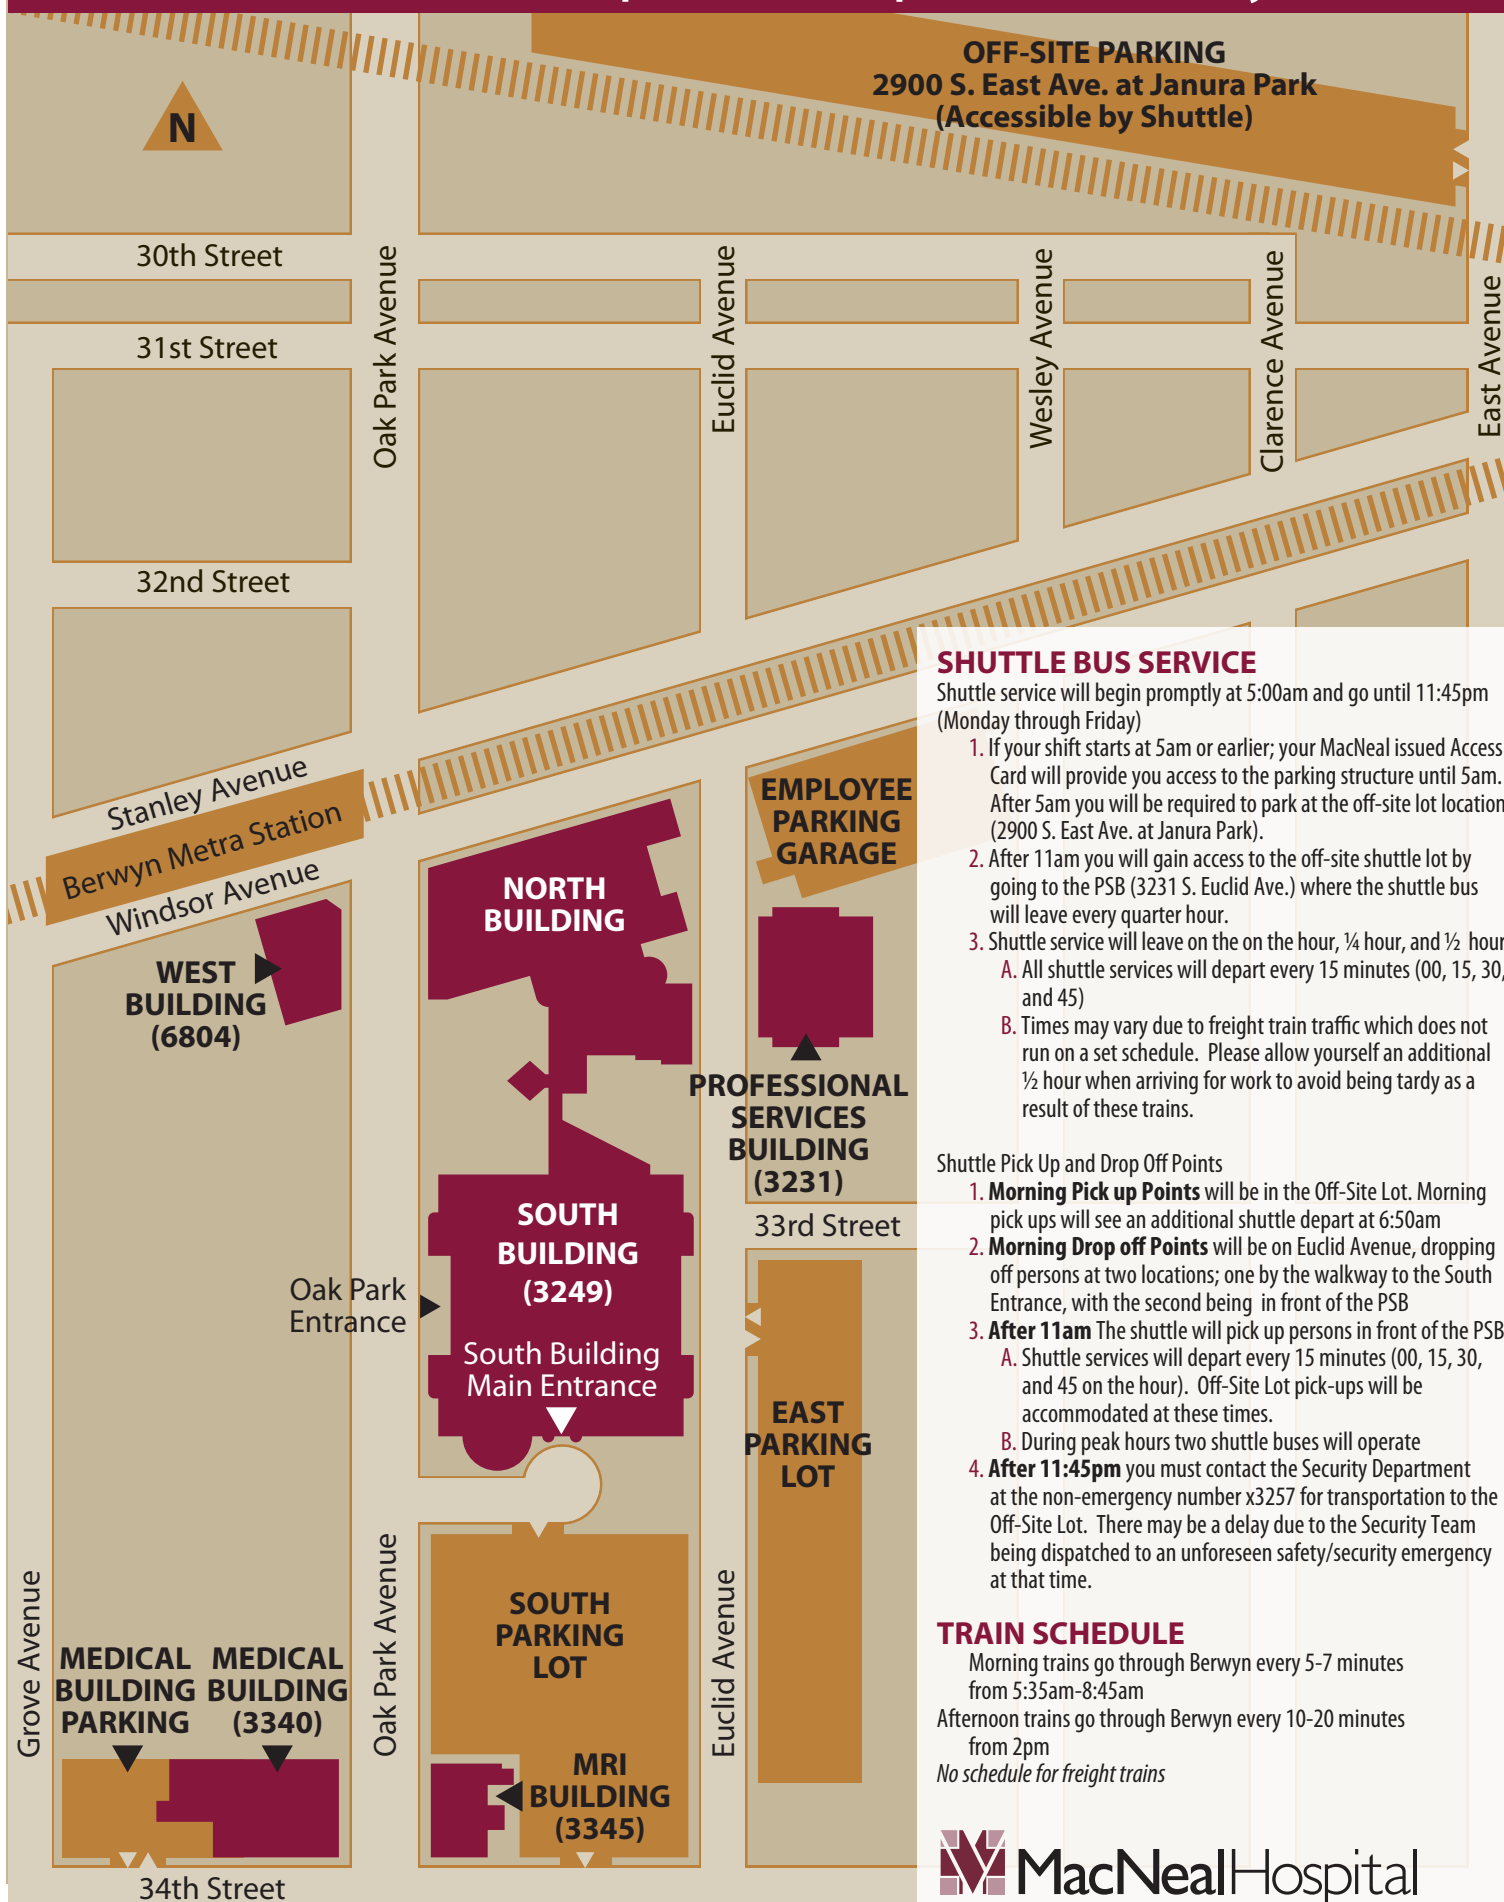 OFF-SITE PARKING
2900 S. East Ave. at Janura Park
(Accessible by Shuttle)
N
30th Street
31st Street
32nd Street
Oak Park Avenue
Euclid Avenue
Wesley Avenue
Clarence Avenue
East Avenue
Stanley Avenue
Berwyn Metra Station
Windsor Avenue
WEST
BUILDING
(6804)
NORTH
BUILDING
EMPLOYEE
PARKING
GARAGE
PROFESSIONAL
SERVICES
BUILDING
(3231)
33rd Street
SOUTH
BUILDING
(3249)
Oak Park
Entrance
South Building
Main Entrance
EAST
PARKING
LOT
SOUTH
PARKING
LOT
Grove Avenue
Oak Park Avenue
Euclid Avenue
MEDICAL
BUILDING
PARKING
MEDICAL
BUILDING
(3340)
MRI
BUILDING
(3345)
34th Street
SHUTTLE BUS SERVICE
Shuttle service will begin promptly at 5:00am and go until 11:45pm
(Monday through Friday)
1. If your shift starts at 5am or earlier; your MacNeal issued Access
Card will provide you access to the parking structure until 5am.
After 5am you will be required to park at the off-site lot location
(2900 S. East Ave. at Janura Park).
2. After 11am you will gain access to the off-site shuttle lot by
going to the PSB (3231 S. Euclid Ave.) where the shuttle bus
will leave every quarter hour.
3. Shuttle service will leave on the on the hour, ¼ hour, and ½ hour
A. All shuttle services will depart every 15 minutes (00, 15, 30,
and 45)
B. Times may vary due to freight train traffic which does not
run on a set schedule. Please allow yourself an additional
½ hour when arriving for work to avoid being tardy as a
result of these trains.
Shuttle Pick Up and Drop Off Points
1. Morning Pick up Points will be in the Off-Site Lot. Morning
pick ups will see an additional shuttle depart at 6:50am
2. Morning Drop off Points will be on Euclid Avenue, dropping
off persons at two locations; one by the walkway to the South
Entrance, with the second being in front of the PSB
3. After 11am The shuttle will pick up persons in front of the PSB
A. Shuttle services will depart every 15 minutes (00, 15, 30,
and 45 on the hour). Off-Site Lot pick-ups will be
accommodated at these times.
B. During peak hours two shuttle buses will operate
4. After 11:45pm you must contact the Security Department
at the non-emergency number x3257 for transportation to the
Off-Site Lot. There may be a delay due to the Security Team
being dispatched to an unforeseen safety/security emergency
at that time.
TRAIN SCHEDULE
Morning trains go through Berwyn every 5-7 minutes
from 5:35am-8:45am
Afternoon trains go through Berwyn every 10-20 minutes
from 2pm
No schedule for freight trains
MacNealHospital